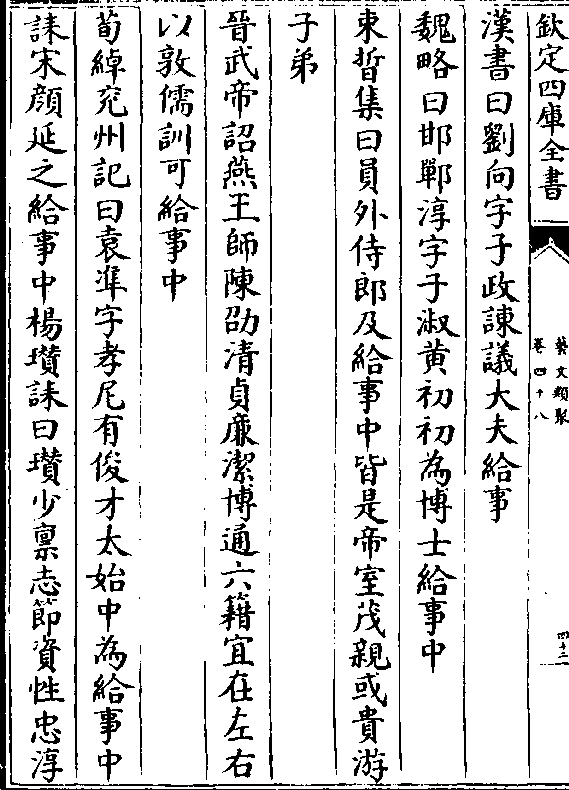 欽定四庫全書
藝文類聚
卷四十八
四十二
漢書曰劉向字子政諫議大夫給事
魏略曰邯鄲淳字子淑黄初初為博士給事中
束晳集曰員外侍郎及給事中皆是帝室茂親或貴游
子弟
晉武帝詔燕王師陳劭清貞㢘潔博通六籍宜在左右
以敦儒訓可給事中
荀綽兖州記曰袁準字孝尼有俊才太始中為給事中
誄宋顔延之給事中楊瓚誄曰瓚少禀志節資性忠淳